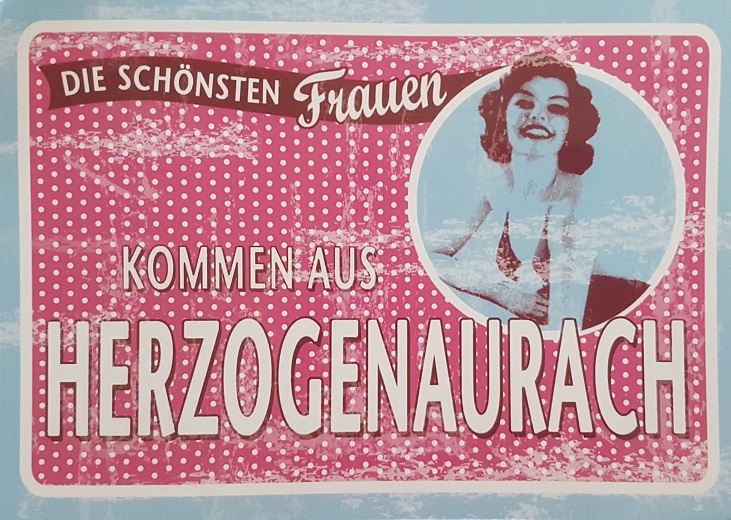 DIE SCHÖNSTEN Frauen
KOMMEN AUS
HERZOGENAURACH